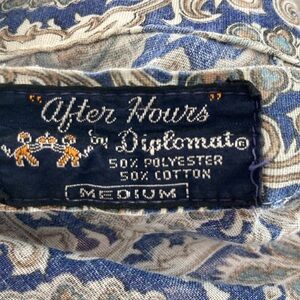 "After Hours"
by Diplomat®
50% POLYESTER
50% COTTON
MEDIUM